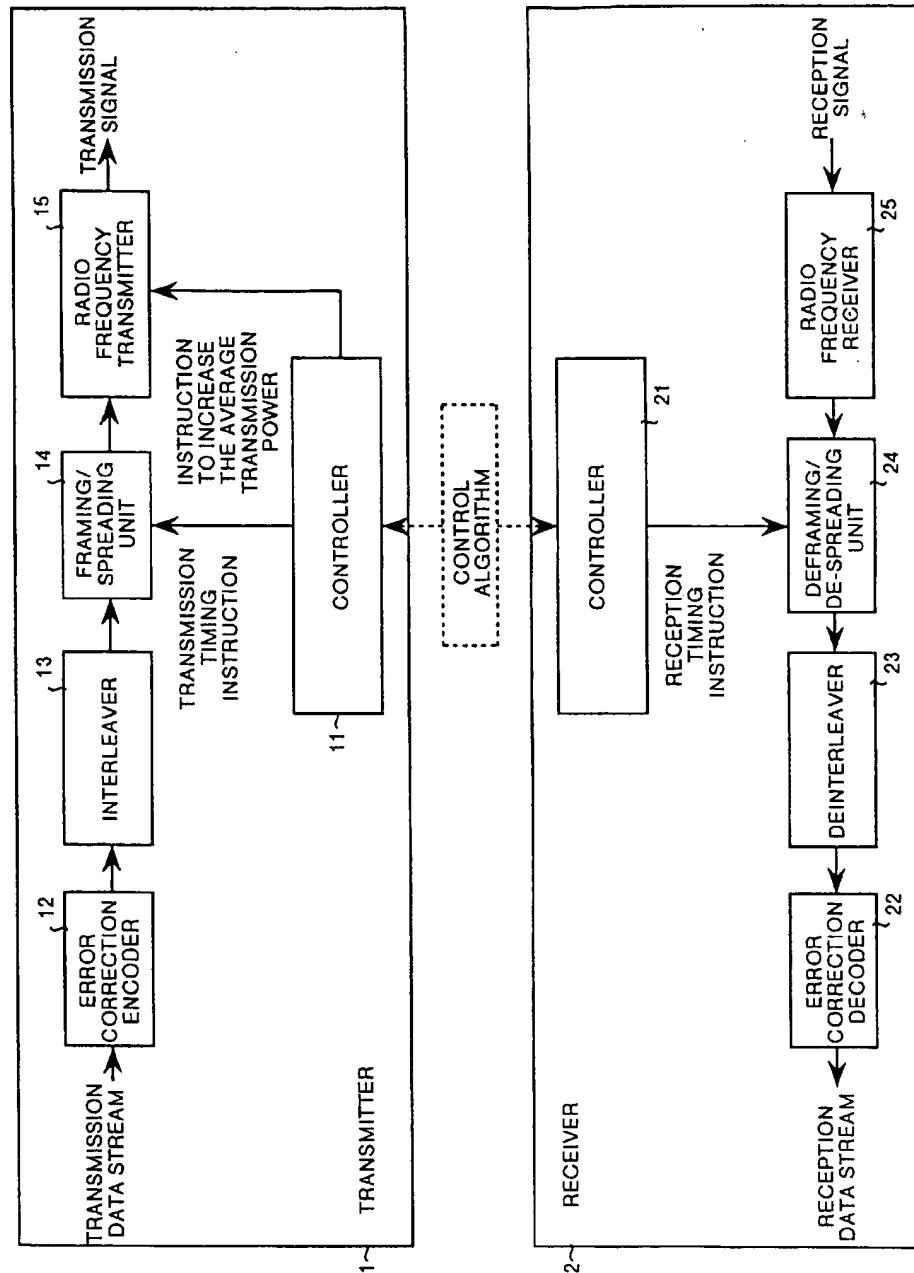 TRANSMISSION
DATA STREAM
12
ERROR
CORRECTION
ENCODER
13
INTERLEAVER
14
FRAMING/
SPREADING
UNIT
15
RADIO
FREQUENCY
TRANSMITTER
TRANSMISSION
SIGNAL
TRANSMISSION
TIMING
INSTRUCTION
INSTRUCTION
TO INCREASE
THE AVERAGE
TRANSMISSION
POWER
11
CONTROLLER
1
TRANSMITTER
CONTROL
ALGORITHM
2
RECEIVER
CONTROLLER
21
RECEPTION
TIMING
INSTRUCTION
RECEPTION
SIGNAL
RADIO
FREQUENCY
RECEIVER
25
DEFRAMING/
DE-SPREADING
UNIT
24
DEINTERLEAVER
23
ERROR
CORRECTION
DECODER
22
RECEPTION
DATA STREAM